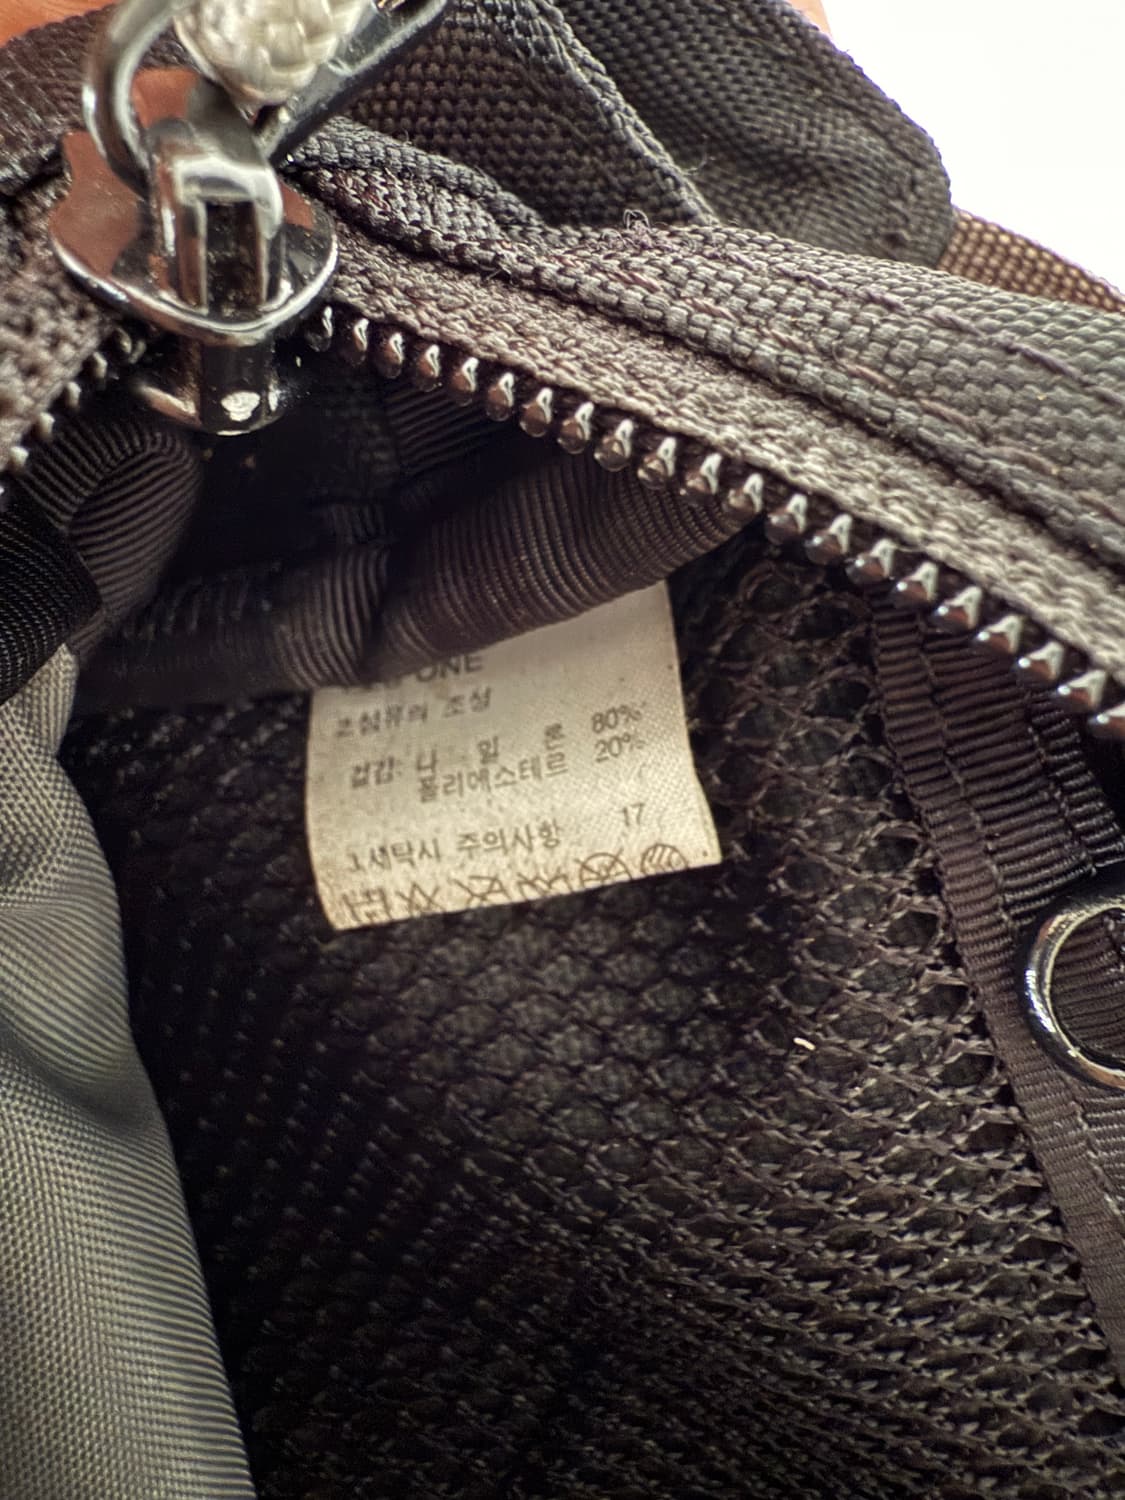 ONE
2.섬유의 조성
겉감: 나 일 론 80%
폴리에스테르 20%
3.세탁시 주의사항 17